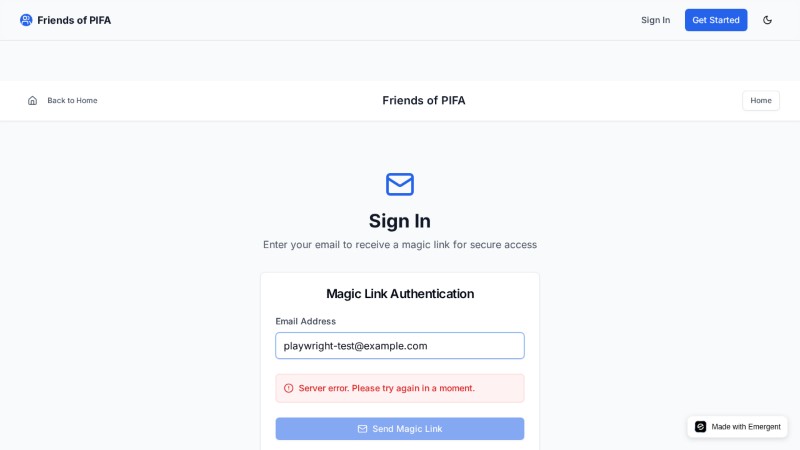 Friends of PIFA
Sign In
Get Started
Back to Home
Friends of PIFA
Home
Sign In
Enter your email to receive a magic link for secure access
Magic Link Authentication
Email Address
playwright-test@example.com
Server error. Please try again in a moment.
Send Magic Link
Made with Emergent